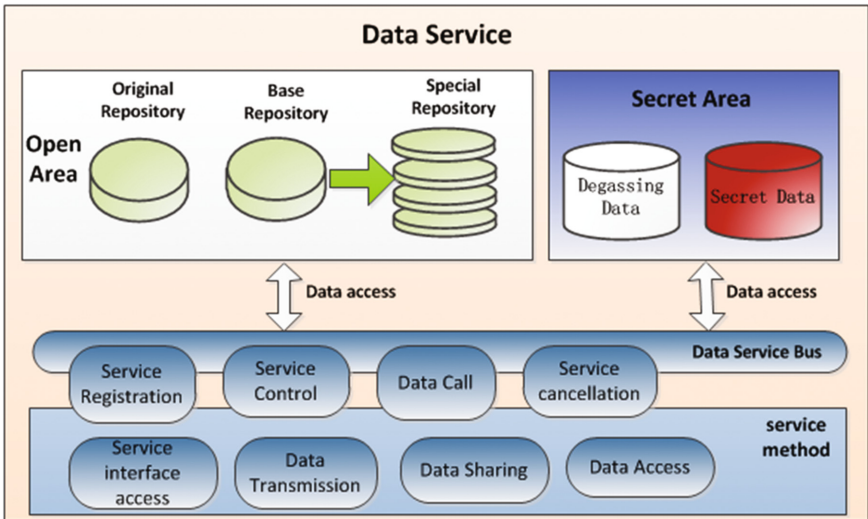 Data Service
Original
Repository
Base
Repository
Special
Repository
Open
Area
Secret Area
Degassing
Data
Secret Data
Data access
Data access
Data Service Bus
Service
Registration
Service
Control
Data Call
Service
cancellation
service
method
Service
interface
access
Data
Transmission
Data Sharing
Data Access